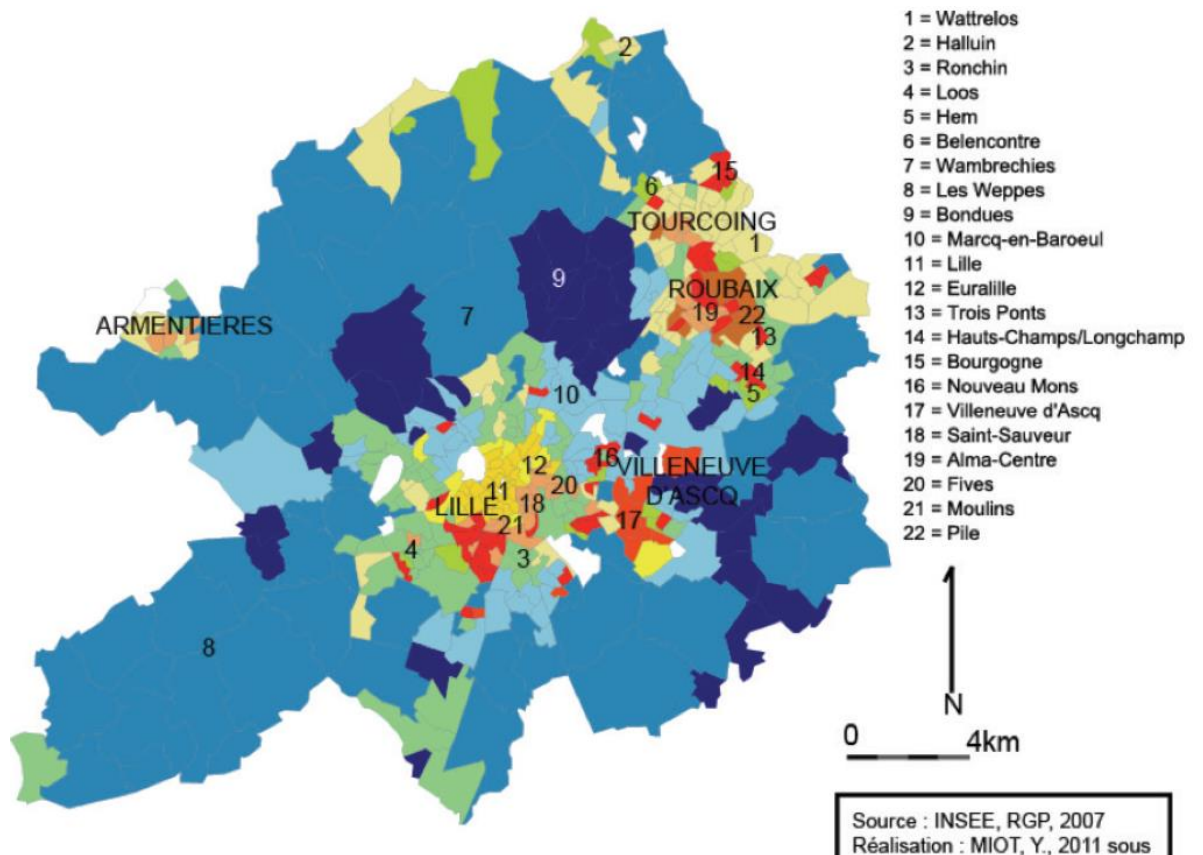 1 = Wattrelos
2 = Halluin
3 = Ronchin
4 = Loos
5 = Hem
6 = Belencontre
7 = Wambrechies
8 = Les Weppes
9 = Bondues
10 = Marcq-en-Baroeul
11 = Lille
12 = Euralille
13 = Trois Ponts
14 = Hauts-Champs/Longchamp
15 = Bourgogne
16 = Nouveau Mons
17 = Villeneuve d'Ascq
18 = Saint-Sauveur
19 = Alma-Centre
20 = Fives
21 = Moulins
22 = Pile
2
15
6
TOURCOING
1
9
ROUBAIX
ARMENTIERES
7
19
22
13
14
5
10
16
VILLENEUVE
D'ASCQ
12
20
11
LILLE
18
17
21
4
3
8
N
0
4km
Source : INSEE, RGP, 2007
Réalisation : MIOT, Y., 2011 sous